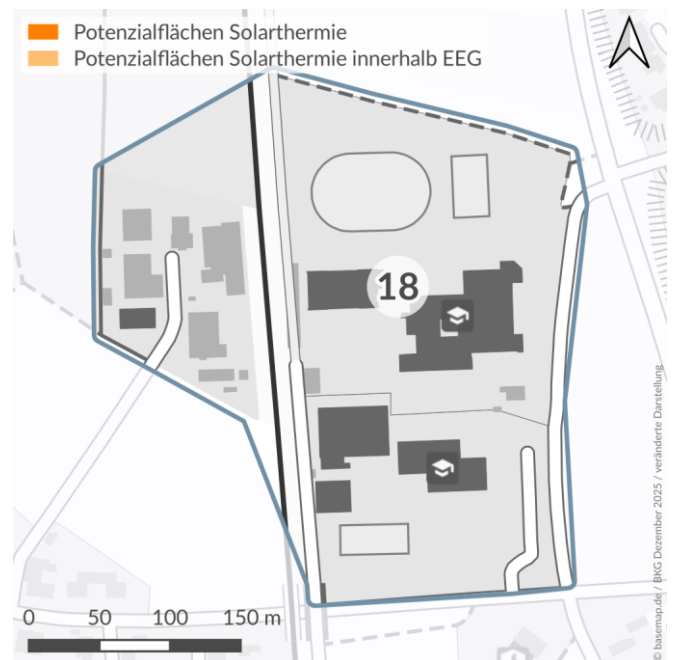 Potenzialflächen Solarthermie
Potenzialflächen Solarthermie innerhalb EEG
18
0 50 100 150 m
© basemap.de / BKG Dezember 2025 / veränderte Darstellung